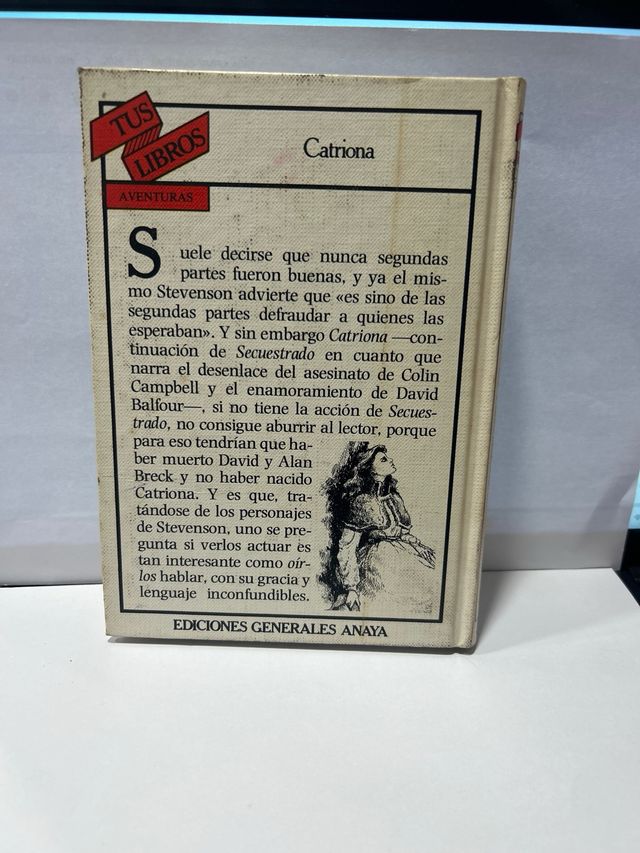 TUS
LIBROS
Catriona
AVENTURAS
Suele decirse que nunca segundas
partes fueron buenas, y ya el mis-
mo Stevenson advierte que «es sino de las
segundas partes defraudar a quienes las
esperaban». Y sin embargo Catriona —con-
tinuación de Secuestrado en cuanto que
narra el desenlace del asesinato de Colin
Campbell y el enamoramiento de David
Balfour—, si no tiene la acción de Secues-
trado, no consigue aburrir al lector, porque
para eso tendrían que ha-
ber muerto David y Alan
Breck y no haber nacido
Catriona. Y es que, tra-
tándose de los personajes
de Stevenson, uno se pre-
gunta si verlos actuar es
tan interesante como oír-
los hablar, con su gracia y
lenguaje inconfundibles.
EDICIONES GENERALES ANAYA